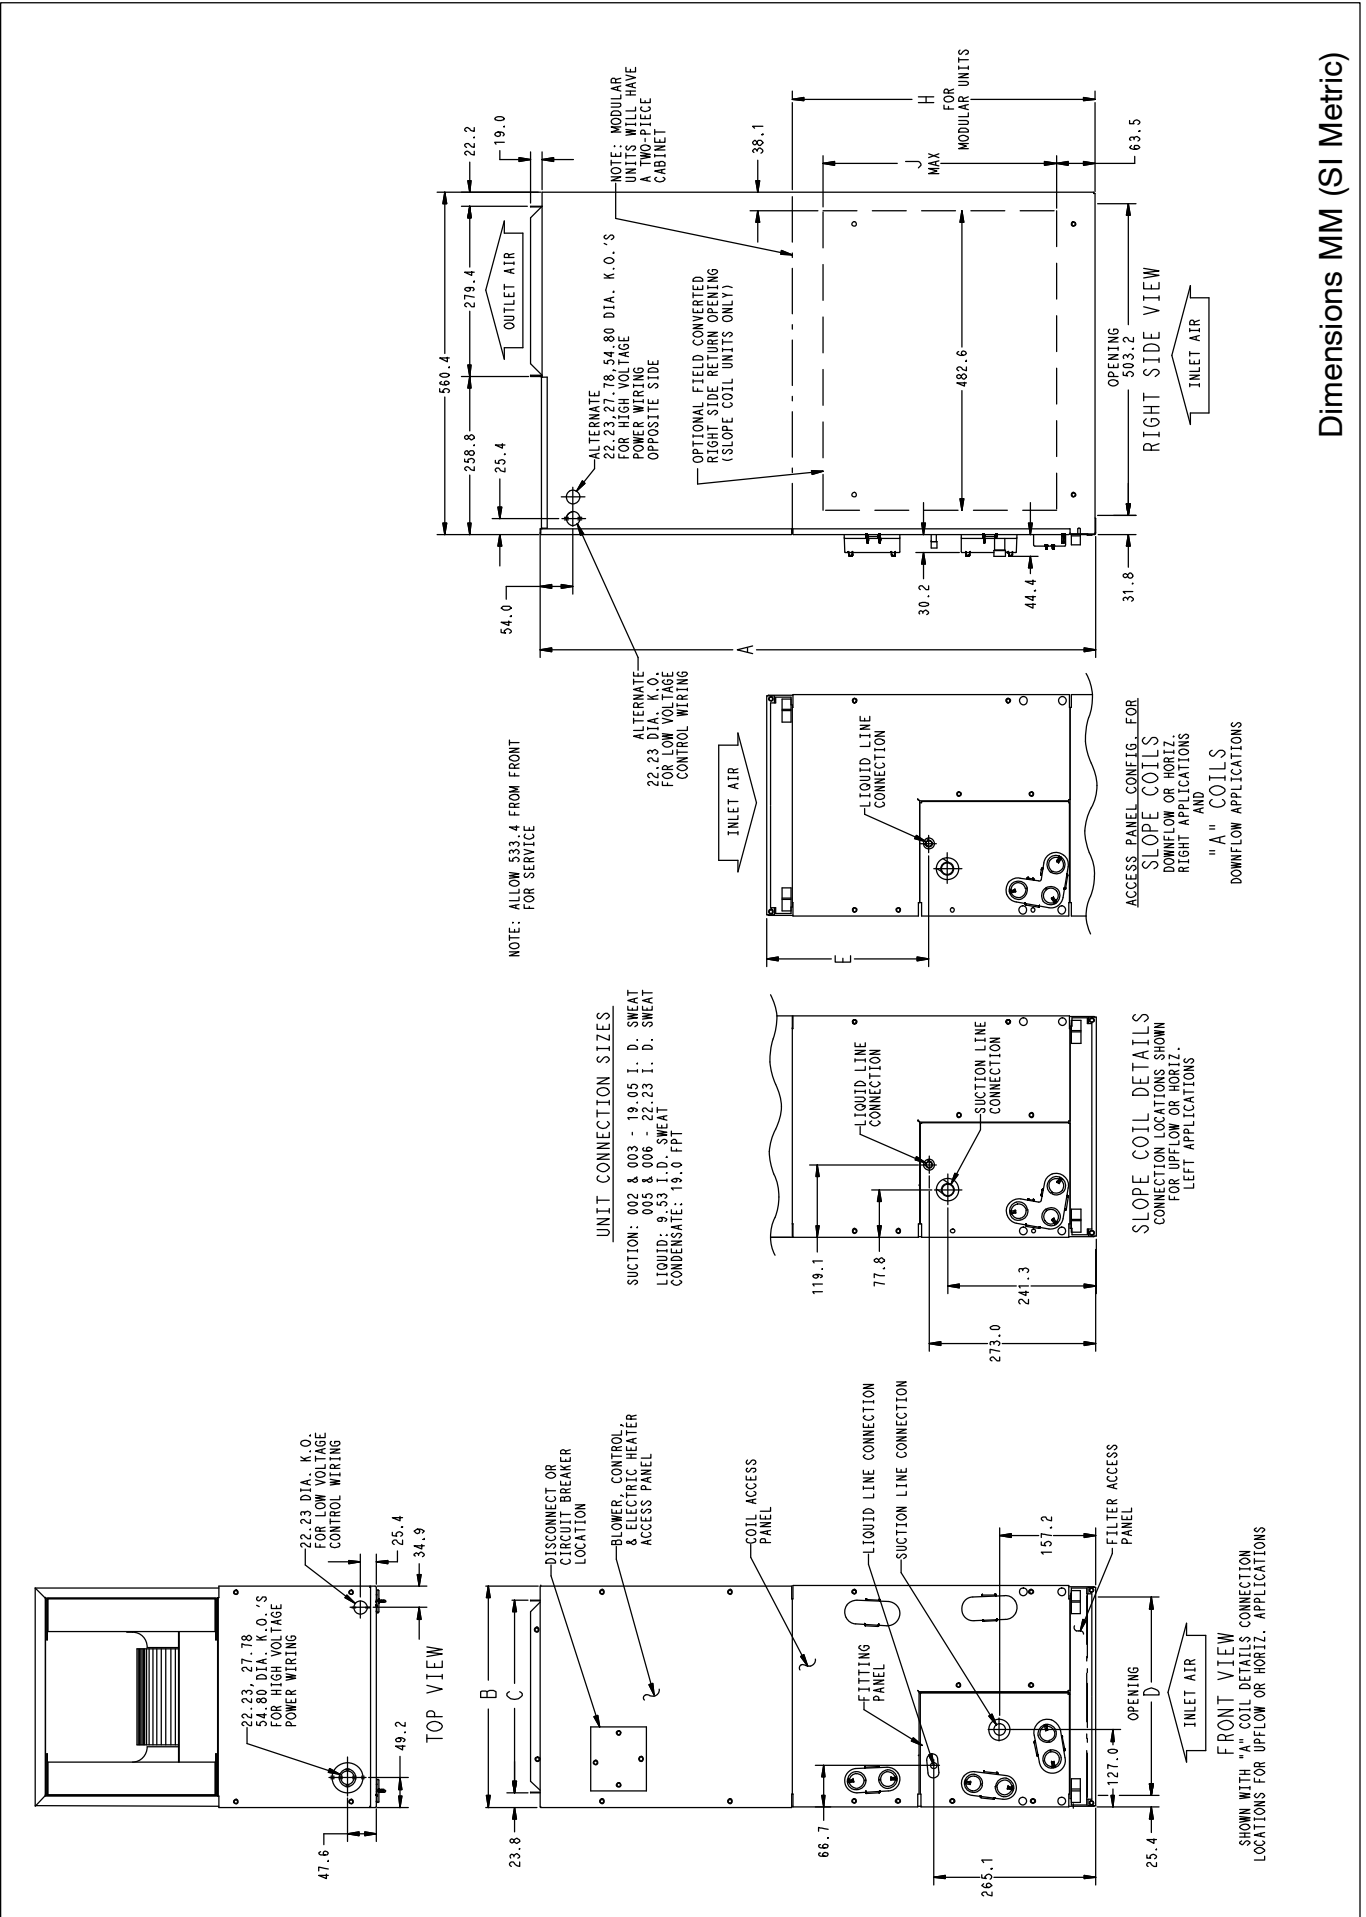 Dimensions MM (SI Metric)
22.23, 27.78
54.80 DIA. K.O.'S
FOR HIGH VOLTAGE
POWER WIRING
22.23 DIA. K.O.
FOR LOW VOLTAGE
CONTROL WIRING
47.6
49.2
25.4
34.9
TOP VIEW
B
C
23.8
DISCONNECT OR
CIRCUIT BREAKER
LOCATION
BLOWER, CONTROL,
& ELECTRIC HEATER
ACCESS PANEL
COIL ACCESS
PANEL
FITTING
PANEL
LIQUID LINE CONNECTION
SUCTION LINE CONNECTION
66.7
265.1
157.2
127.0
25.4
OPENING
D
FILTER ACCESS
PANEL
INLET AIR
FRONT VIEW
SHOWN WITH "A" COIL DETAILS CONNECTION
LOCATIONS FOR UPFLOW OR HORIZ. APPLICATIONS
UNIT CONNECTION SIZES
SUCTION: 002 & 003 - 19.05 I. D. SWEAT
005 & 006 - 22.23 I. D. SWEAT
LIQUID: 9.53 I.D. SWEAT
CONDENSATE: 19.0 FPT
LIQUID LINE
CONNECTION
SUCTION LINE
CONNECTION
119.1
77.8
241.3
273.0
SLOPE COIL DETAILS
CONNECTION LOCATIONS SHOWN
FOR UPFLOW OR HORIZ.
LEFT APPLICATIONS
NOTE: ALLOW 533.4 FROM FRONT
FOR SERVICE
INLET AIR
E
LIQUID LINE
CONNECTION
ACCESS PANEL CONFIG. FOR
SLOPE COILS
DOWNFLOW OR HORIZ.
RIGHT APPLICATIONS
AND
"A" COILS
DOWNFLOW APPLICATIONS
560.4
258.8
279.4
22.2
25.4
19.0
OUTLET AIR
54.0
A
ALTERNATE
22.23 DIA. K.O.
FOR LOW VOLTAGE
CONTROL WIRING
ALTERNATE
22.23,27.78,54.80 DIA. K.O.'S
FOR HIGH VOLTAGE
POWER WIRING
OPPOSITE SIDE
NOTE: MODULAR
UNITS WILL HAVE
A TWO-PIECE
CABINET
OPTIONAL FIELD CONVERTED
RIGHT SIDE RETURN OPENING
(SLOPE COIL UNITS ONLY)
38.1
482.6
J
MAX
H
FOR
MODULAR UNITS
63.5
30.2
44.4
31.8
OPENING
503.2
RIGHT SIDE VIEW
INLET AIR